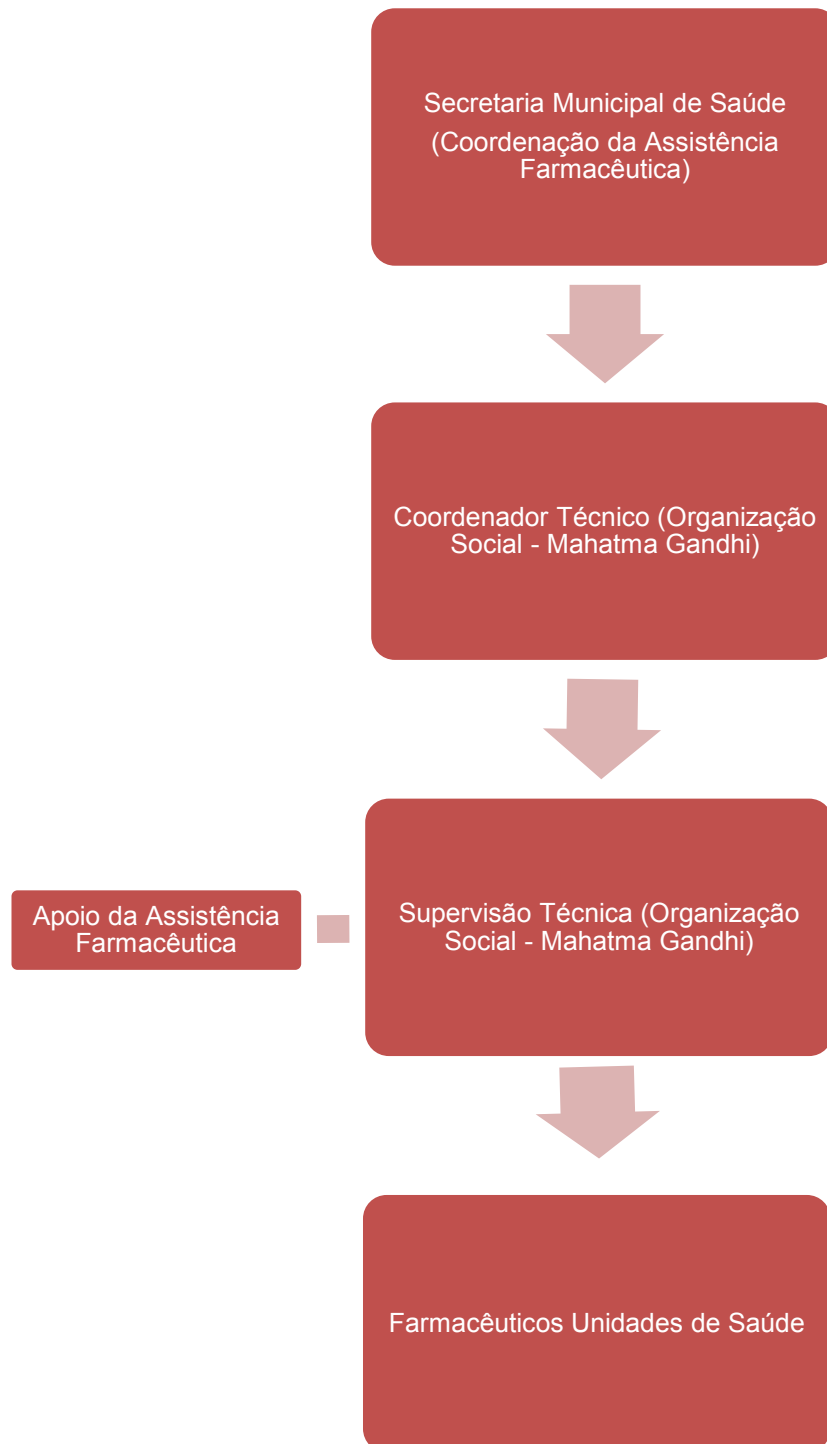 Secretaria Municipal de Saúde
(Coordenação da Assistência
Farmacêutica)
Coordenador Técnico (Organização
Social - Mahatma Gandhi)
Apoio da Assistência
Farmacêutica
Supervisão Técnica (Organização
Social - Mahatma Gandhi)
Farmacêuticos Unidades de Saúde